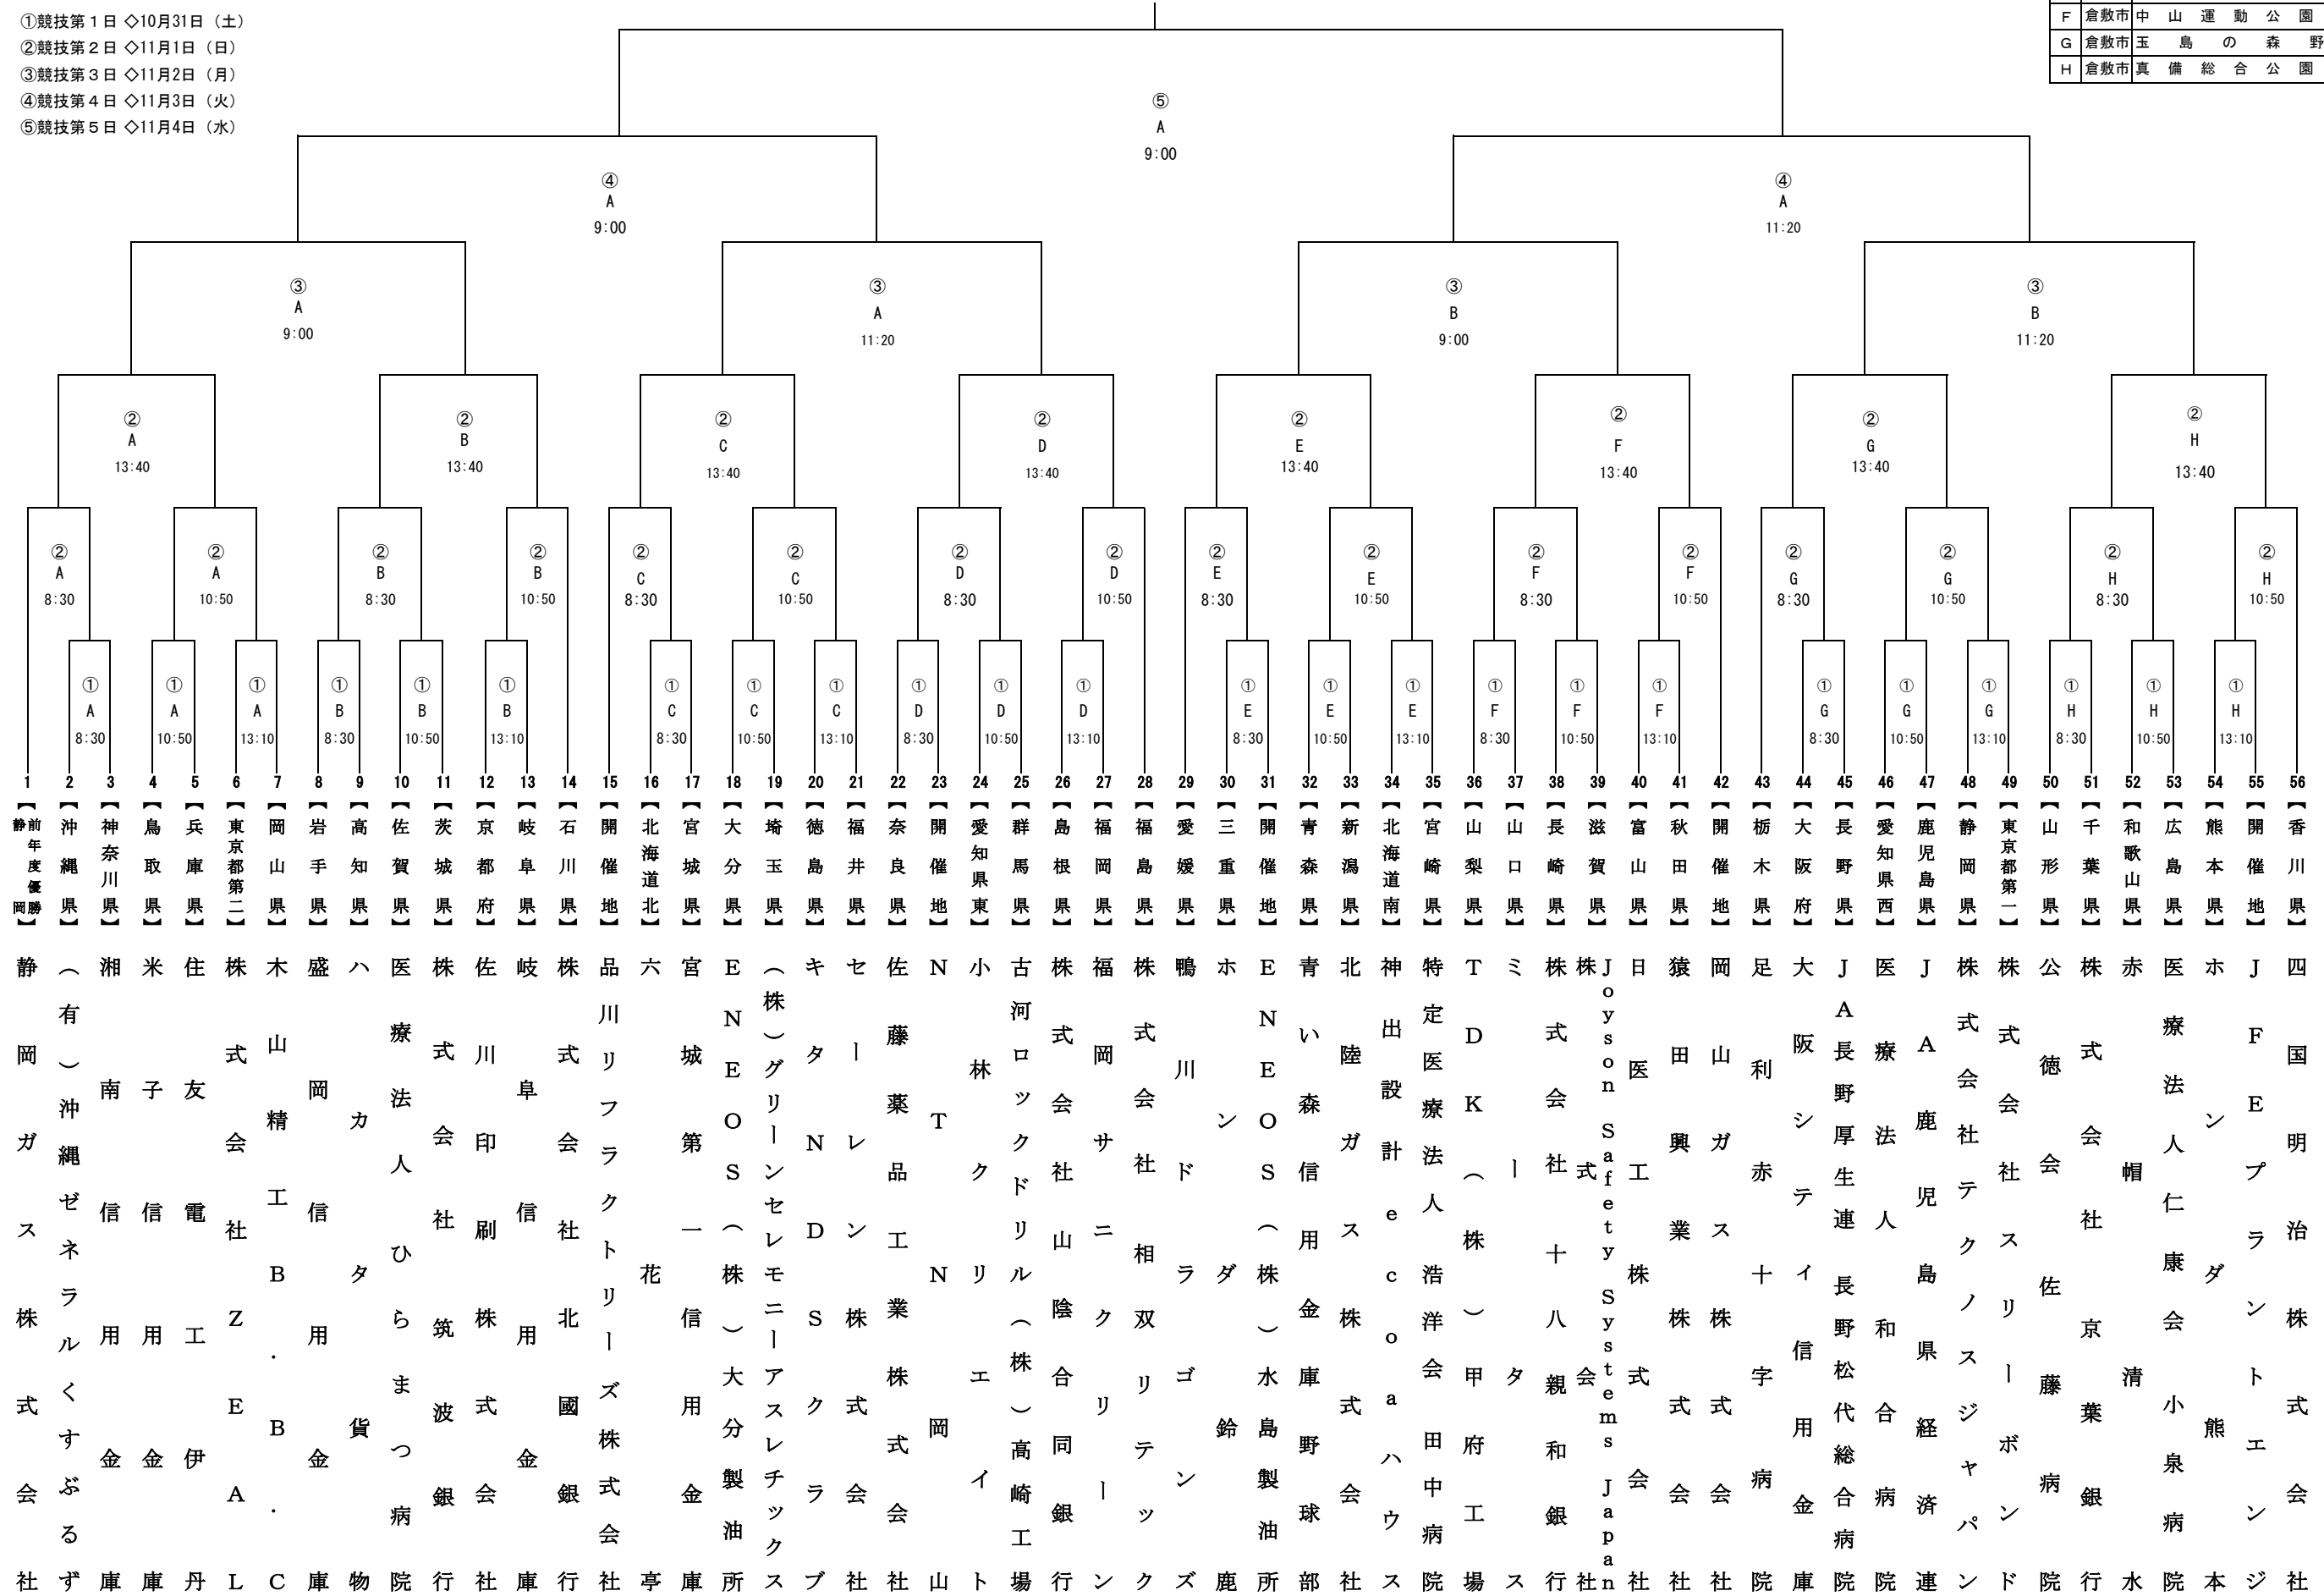 ①競技第１日 ◇10月31日（土）
②競技第２日 ◇11月1日（日）
③競技第３日 ◇11月2日（月）
④競技第４日 ◇11月3日（火）
⑤競技第５日 ◇11月4日（水）
F 倉敷市 中山運動公園
G 倉敷市 玉島の森野
H 倉敷市 真備総合公園
⑤ A 9:00
④ A 9:00
④ A 11:20
③ A 9:00
③ A 11:20
③ B 9:00
③ B 11:20
② A 13:40
② B 13:40
② C 13:40
② D 13:40
② E 13:40
② F 13:40
② G 13:40
② H 13:40
② A 8:30
② A 10:50
② B 8:30
② B 10:50
② C 8:30
② C 10:50
② D 8:30
② D 10:50
② E 8:30
② E 10:50
② F 8:30
② F 10:50
② G 8:30
② G 10:50
② H 8:30
② H 10:50
① A 8:30
① A 10:50
① A 13:10
① B 8:30
① B 10:50
① B 13:10
① C 8:30
① C 10:50
① C 13:10
① D 8:30
① D 10:50
① D 13:10
① E 8:30
① E 10:50
① E 13:10
① F 8:30
① F 10:50
① F 13:10
① G 8:30
① G 10:50
① G 13:10
① H 8:30
① H 10:50
① H 13:10
1 【前年度優勝 静岡】 静岡ガス株式会社
2 【沖縄県】 （有）沖縄ゼネラルくすぶるず
3 【神奈川県】 湘南信用金庫
4 【鳥取県】 米子信用金庫
5 【兵庫県】 住友電工伊丹
6 【東京都第二】 株式会社ZEAL
7 【岡山県】 木山精工B.B.C
8 【岩手県】 盛岡信用金庫
9 【高知県】 ハカタ貨物
10 【佐賀県】 医療法人ひらまつ病院
11 【茨城県】 株式会社筑波銀行
12 【京都府】 佐川印刷株式会社
13 【岐阜県】 岐阜信用金庫
14 【石川県】 株式会社北國銀行
15 【開催地】 品川リフラクトリーズ株式会社
16 【北海道北】 六花亭
17 【宮城県】 宮城第一信用金庫
18 【大分県】 ENEOS（株）大分製油所
19 【埼玉県】 （株）グリーンセレモニーアスレチックス
20 【徳島県】 キタNDSクラブ
21 【福井県】 セーレン株式会社
22 【奈良県】 佐藤薬品工業株式会社
23 【開催地】 NTN岡山
24 【愛知県東】 小林クリエイト
25 【群馬県】 古河ロックドリル（株）高崎工場
26 【島根県】 株式会社山陰合同銀行
27 【福岡県】 福岡サニクリーン
28 【福島県】 株式会社相双リテック
29 【愛媛県】 鴨川ドラゴンズ
30 【三重県】 ホンダ鈴鹿
31 【開催地】 ENEOS（株）水島製油所
32 【青森県】 青い森信用金庫野球部
33 【新潟県】 北陸ガス株式会社
34 【北海道南】 神出設計ecoaハウス
35 【宮崎県】 特定医療法人浩洋会田中病院
36 【山梨県】 TDK（株）甲府工場
37 【山口県】 ミータス
38 【長崎県】 株式会社十八親和銀行
39 【滋賀県】 Joyson Safety Systems Japan株式会社
40 【富山県】 日医工株式会社
41 【秋田県】 猿田興業株式会社
42 【開催地】 岡山ガス株式会社
43 【栃木県】 足利赤十字病院
44 【大阪府】 大阪シティ信用金庫
45 【長野県】 JA長野厚生連長野松代総合病院
46 【愛知県西】 医療法人和合病院
47 【鹿児島県】 JA鹿児島県経済連
48 【静岡県】 株式会社テクノスジャパン
49 【東京都第一】 株式会社スリーボンド
50 【山形県】 公徳会佐藤病院
51 【千葉県】 株式会社京葉銀行
52 【和歌山県】 赤帽清水
53 【広島県】 医療法人仁康会小泉病院
54 【熊本県】 ホンダ熊本
55 【開催地】 JFEプラントエンジ
56 【香川県】 四国明治株式会社